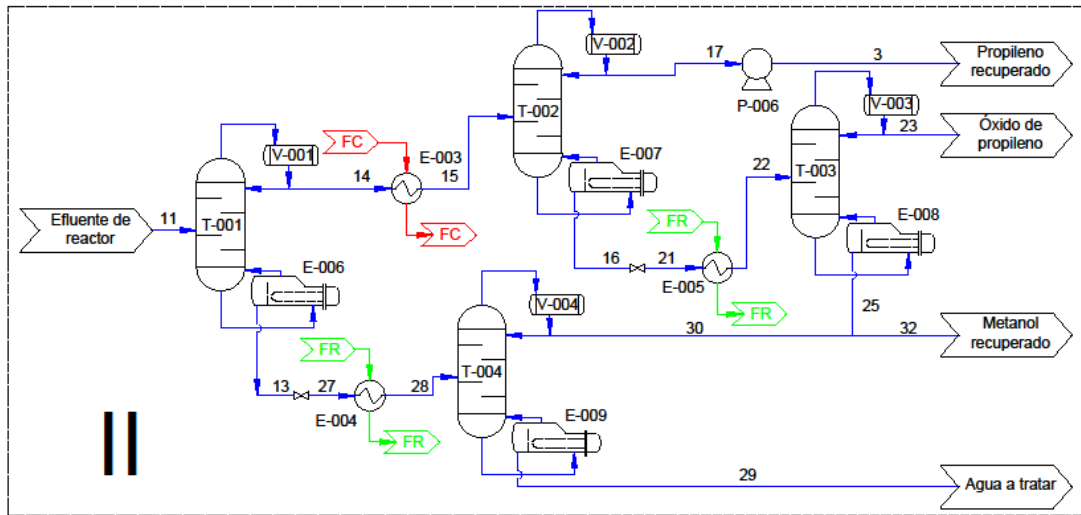 V-002
17
3
Propileno
recuperado
P-006
T-002
V-003
23
Óxido de
propileno
FC
E-003
V-001
14
15
E-007
22
T-003
Efluente de
reactor
11
T-001
FC
FR
E-008
16
21
E-006
E-005
V-004
25
FR
30
32
Metanol
recuperado
FR
T-004
13
27
28
E-004
E-009
FR
II
29
Agua a tratar